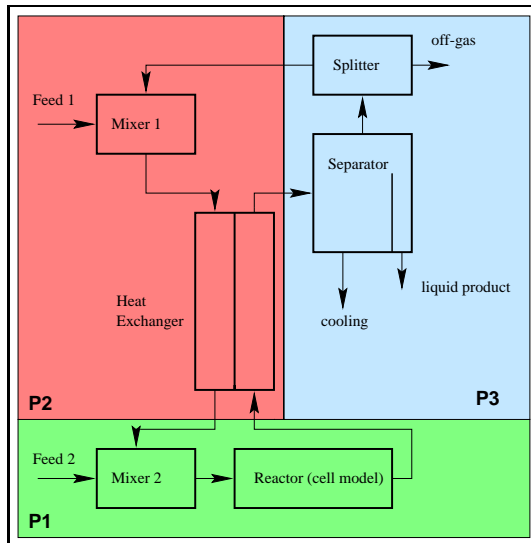 off-gas
Splitter
Feed 1
Mixer 1
Separator
Heat
Exchanger
liquid product
cooling
P2
P3
Feed 2
Mixer 2
Reactor (cell model)
P1